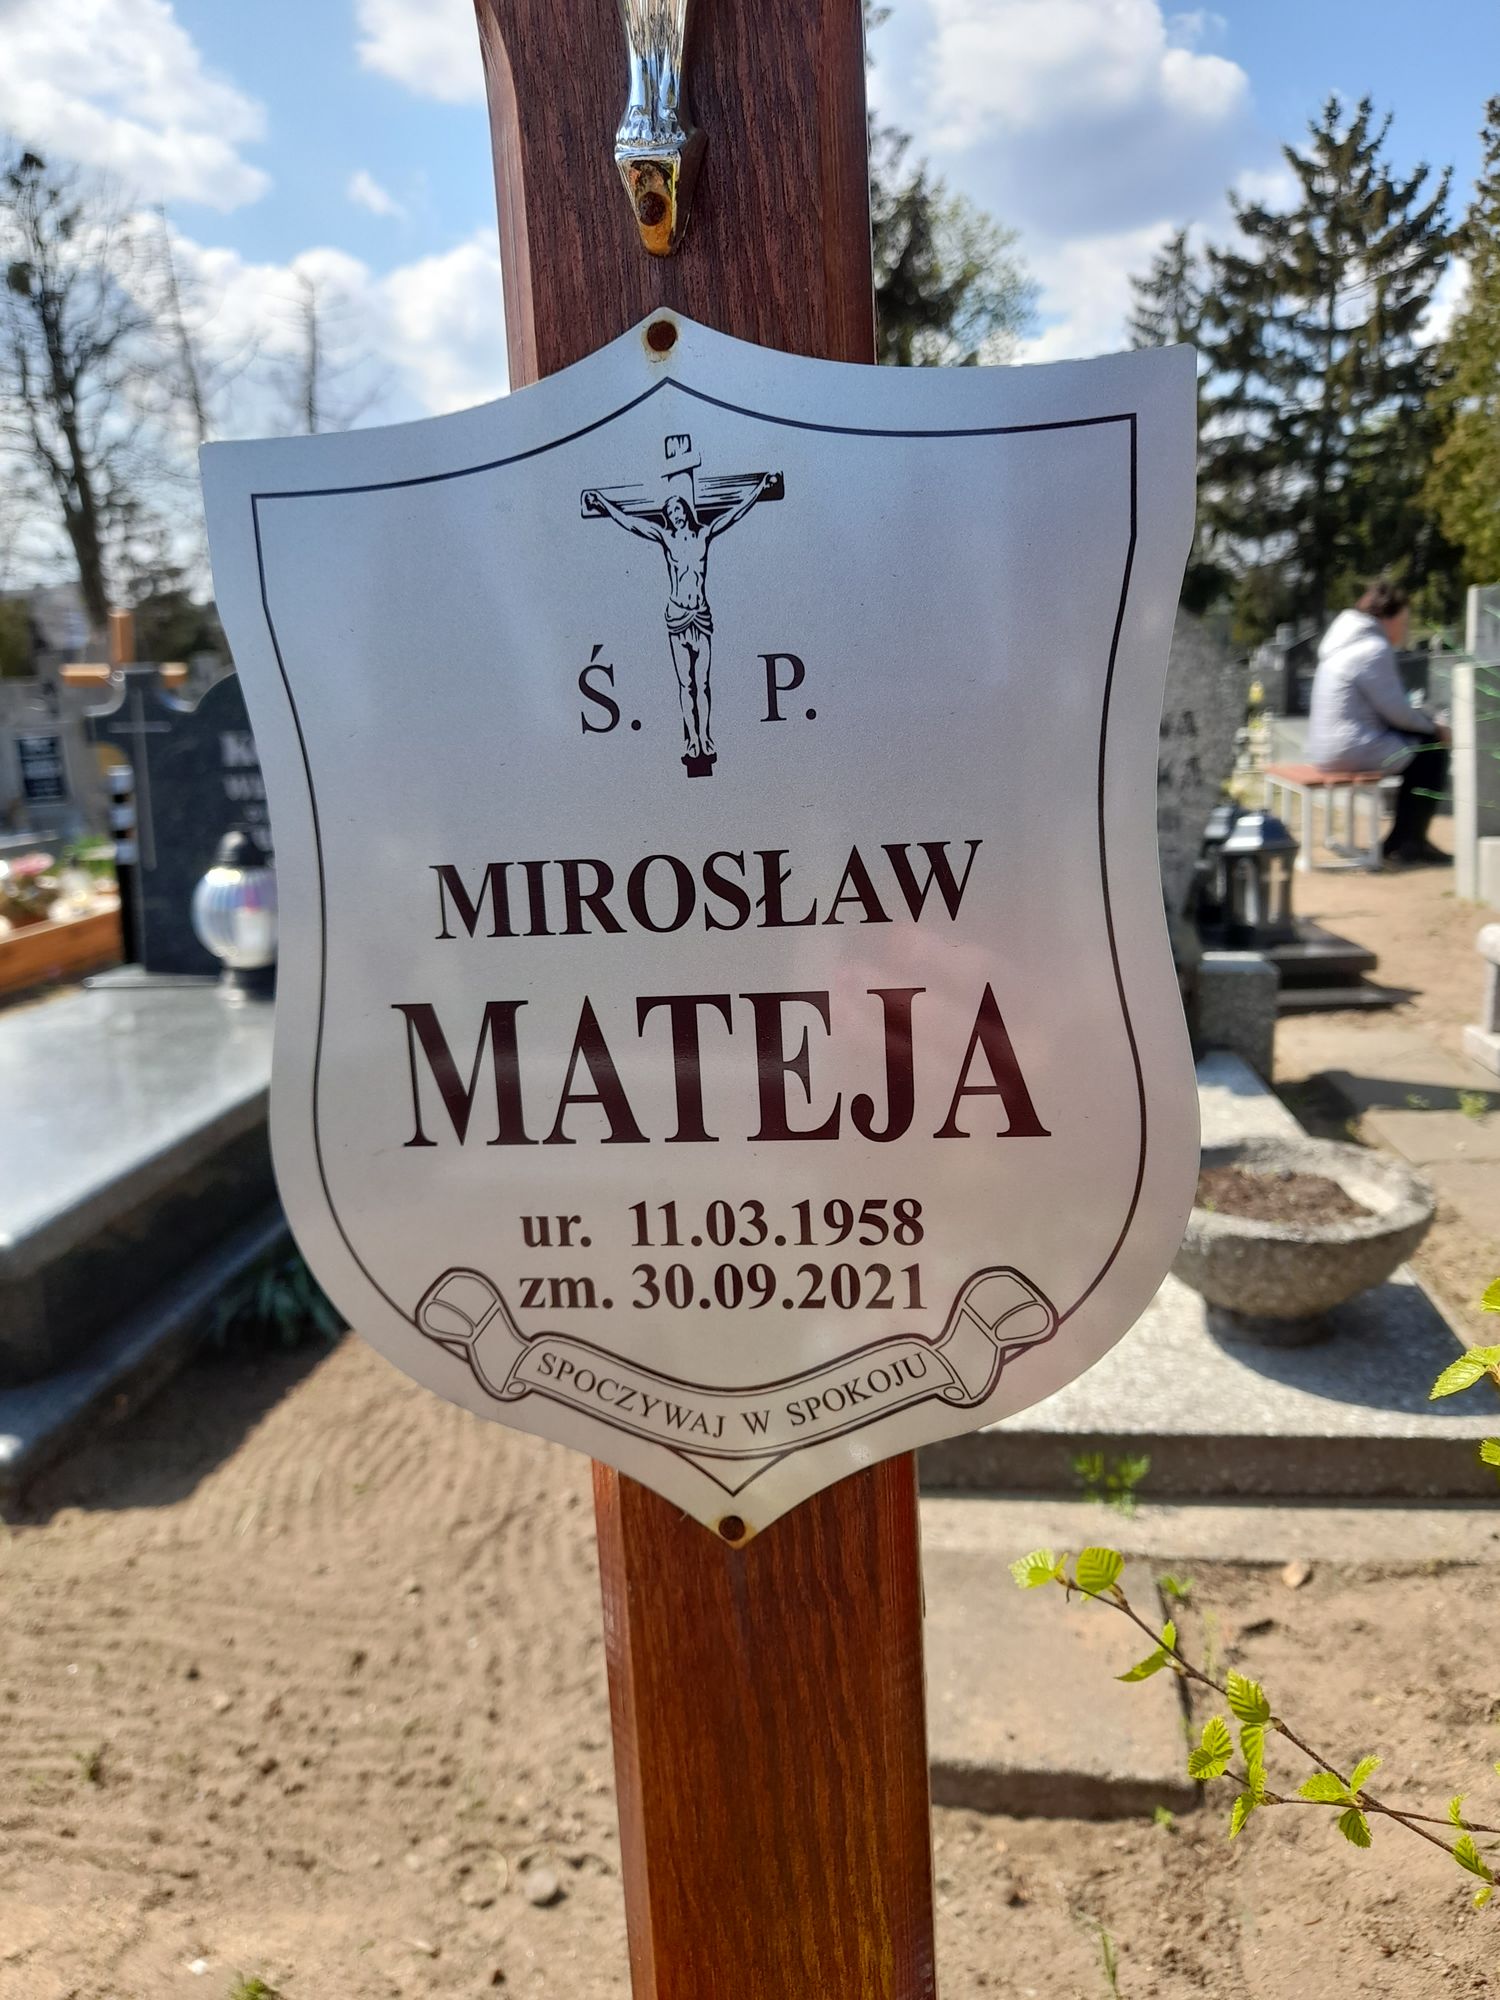 Ś. P.
MIROSŁAW
MATEJA
ur. 11.03.1958
zm. 30.09.2021
SPOCZYWAJ W SPOKOJU